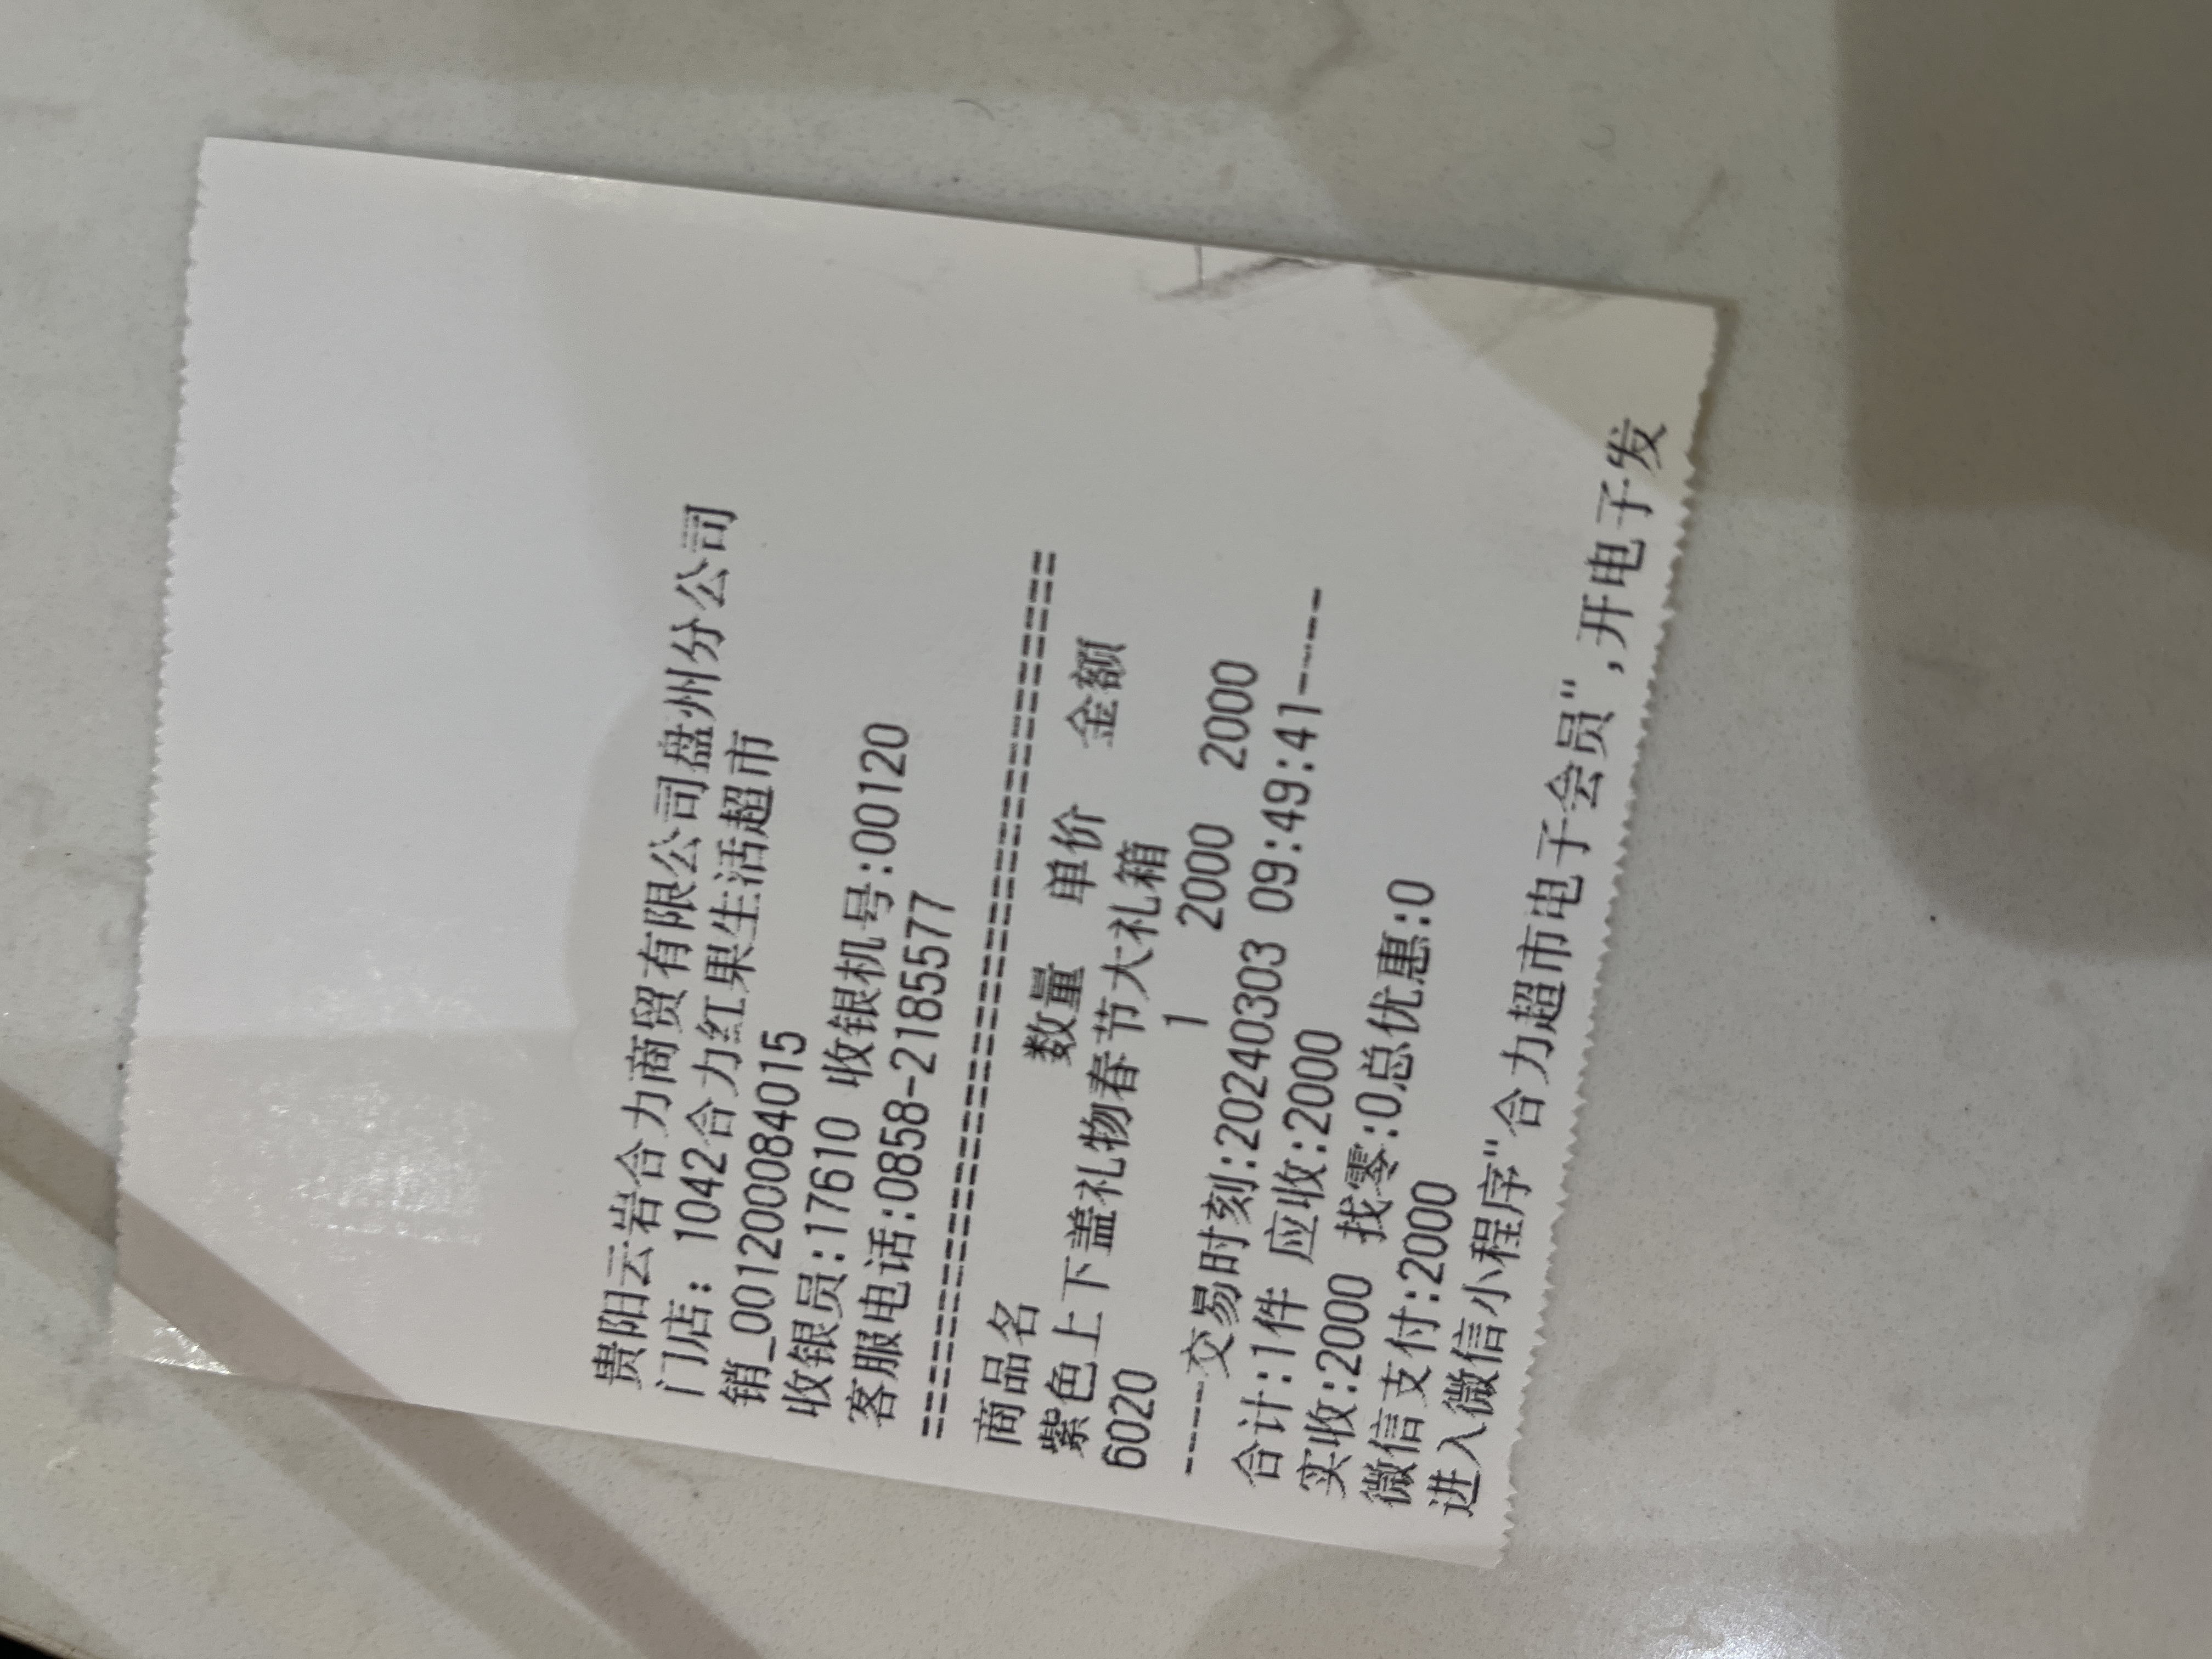 贵阳云岩合力商贸有限公司盘州分公司
门店: 1042合力红果生活超市
销_0012000084015
收银员:17610 收银机号:00120
客服电话:0858-2185577
========================================
商品名 数量 单价 金额
紫色上下盖礼物春节大礼箱
6020 1 2000 2000
-----交易时刻:20240303 09:49:41-----
合计:1件 应收:2000
实收:2000 找零:0总优惠:0
微信支付:2000
进入微信小程序"合力超市电子会员",开电子发